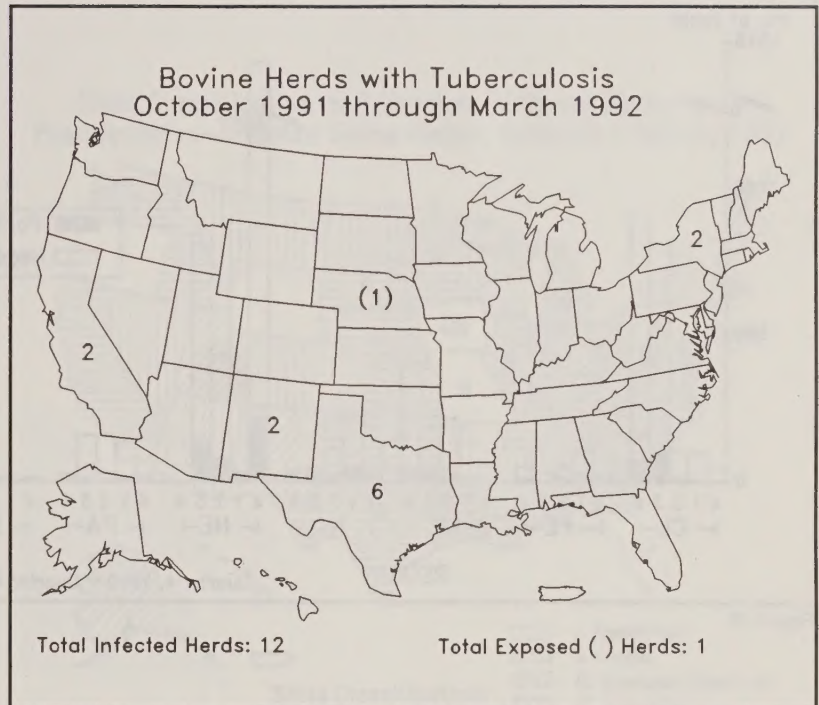 Bovine Herds with Tuberculosis
October 1991 through March 1992
2
(1)
2
2
6
Total Infected Herds: 12
Total Exposed ( ) Herds: 1